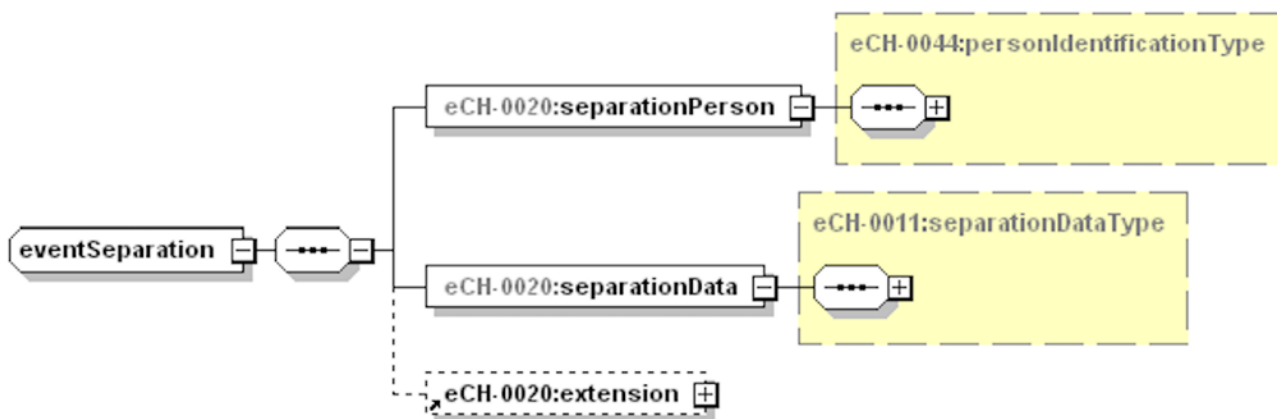 eCH-0044:personIdentificationType
eCH-0020:separationPerson
eCH-0011:separationDataType
eventSeparation
eCH-0020:separationData
eCH-0020:extension